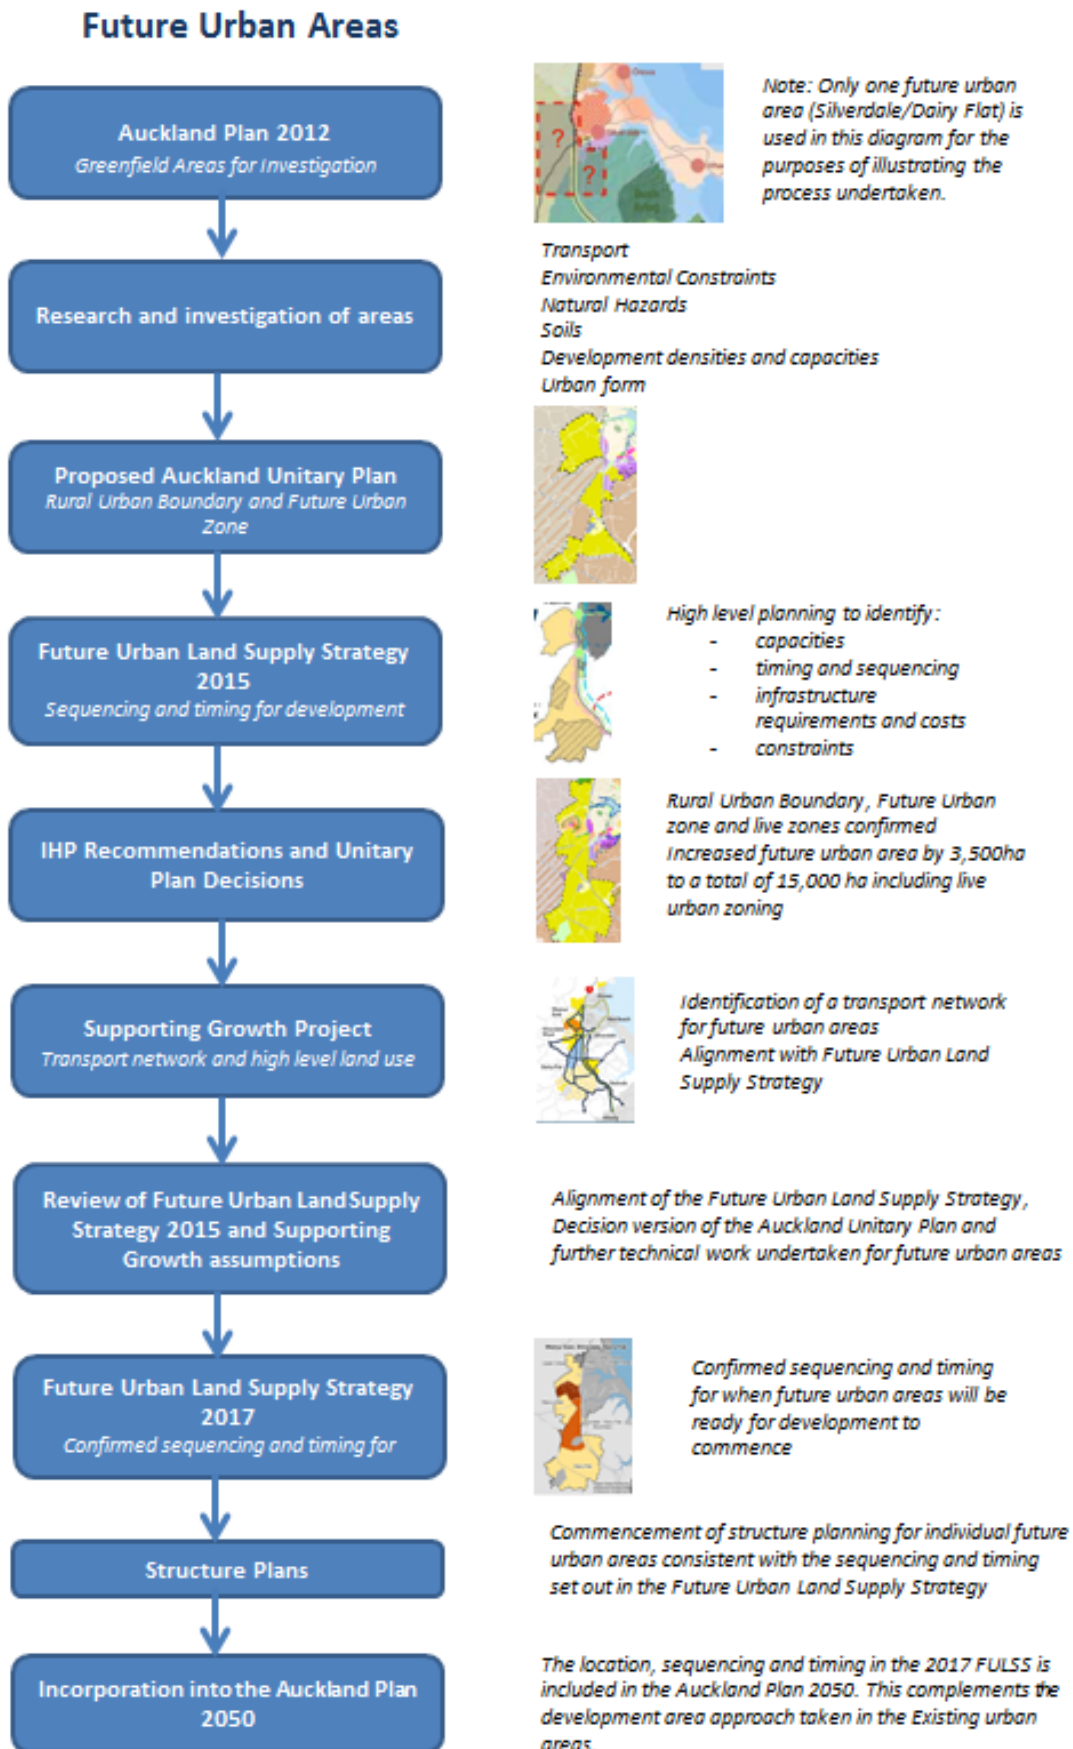 Future Urban Areas
Auckland Plan 2012
Greenfield Areas for Investigation
Note: Only one future urban
area (Silverdale/Dairy Flat) is
used in this diagram for the
purposes of illustrating the
process undertaken.
?
?
Orewa
Research and investigation of areas
Transport
Environmental Constraints
Natural Hazards
Soils
Development densities and capacities
Urban form
Proposed Auckland Unitary Plan
Rural Urban Boundary and Future Urban
Zone
Future Urban Land Supply Strategy
2015
Sequencing and timing for development
High level planning to identify:
- capacities
- timing and sequencing
- infrastructure
requirements and costs
- constraints
IHP Recommendations and Unitary
Plan Decisions
Rural Urban Boundary, Future Urban
zone and live zones confirmed
Increased future urban area by 3,500ha
to a total of 15,000 ha including live
urban zoning
Supporting Growth Project
Transport network and high level land use
Identification of a transport network
for future urban areas
Alignment with Future Urban Land
Supply Strategy
Review of Future Urban Land Supply
Strategy 2015 and Supporting
Growth assumptions
Alignment of the Future Urban Land Supply Strategy,
Decision version of the Auckland Unitary Plan and
further technical work undertaken for future urban areas
Future Urban Land Supply Strategy
2017
Confirmed sequencing and timing for
Confirmed sequencing and timing
for when future urban areas will be
ready for development to
commence
Structure Plans
Commencement of structure planning for individual future
urban areas consistent with the sequencing and timing
set out in the Future Urban Land Supply Strategy
Incorporation into the Auckland Plan
2050
The location, sequencing and timing in the 2017 FULSS is
included in the Auckland Plan 2050. This complements the
development area approach taken in the Existing urban
areas